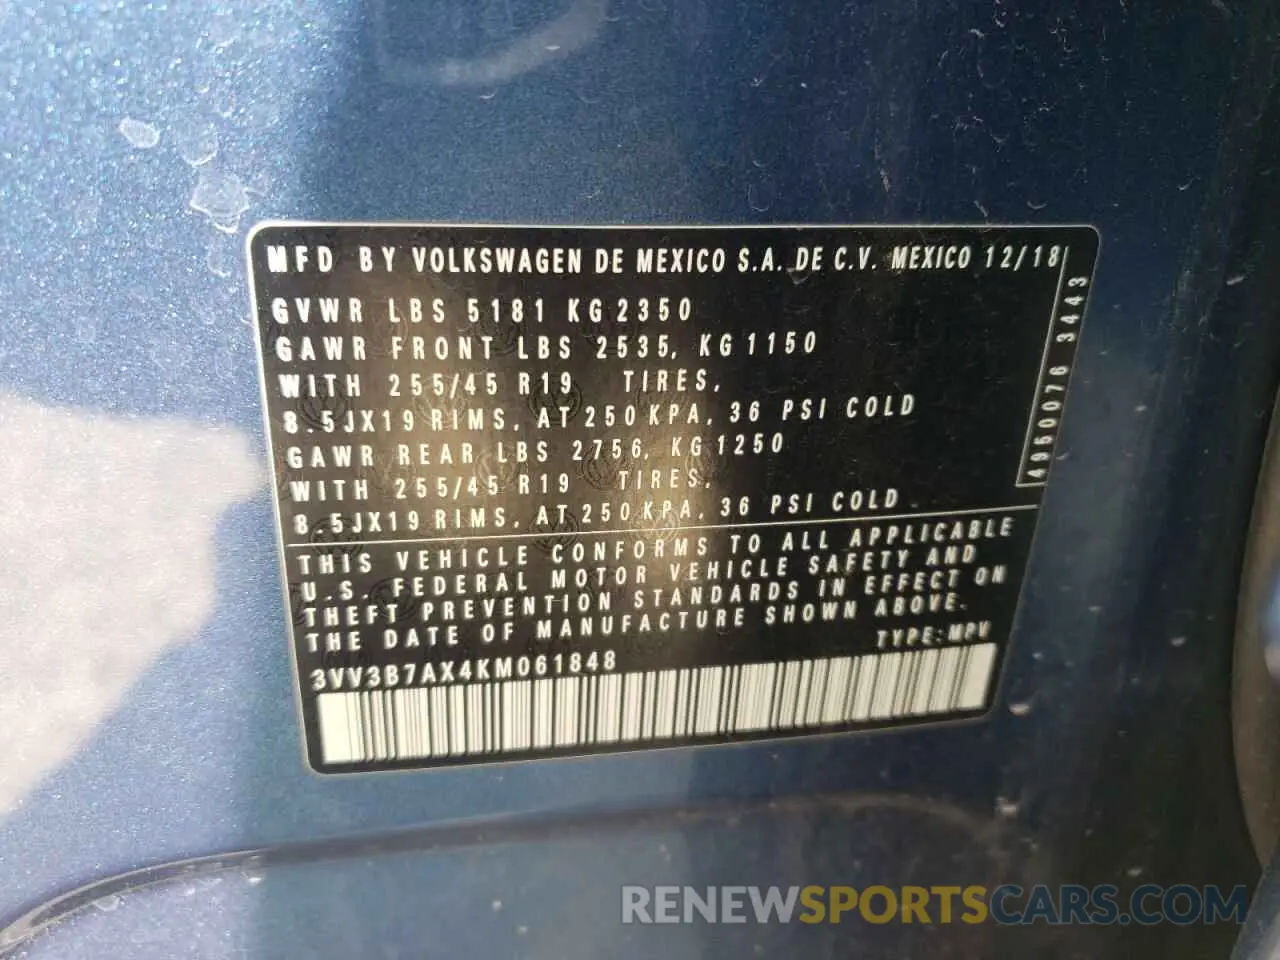 MFD BY VOLKSWAGEN DE MEXICO S.A. DE C.V. MEXICO 12/18
GVWR LBS 5181 KG 2350
GAWR FRONT LBS 2535, KG 1150
WITH 255/45 R19 TIRES,
8.5JX19 RIMS, AT 250 KPA, 36 PSI COLD
GAWR REAR LBS 2756, KG 1250
WITH 255/45 R19 TIRES,
8.5JX19 RIMS, AT 250 KPA, 36 PSI COLD
4950076 3443
THIS VEHICLE CONFORMS TO ALL APPLICABLE
U.S. FEDERAL MOTOR VEHICLE SAFETY AND
THEFT PREVENTION STANDARDS IN EFFECT ON
THE DATE OF MANUFACTURE SHOWN ABOVE.
3VV3B7AX4KM061848 TYPE: MPV
RENEWSPORTSCARS.COM